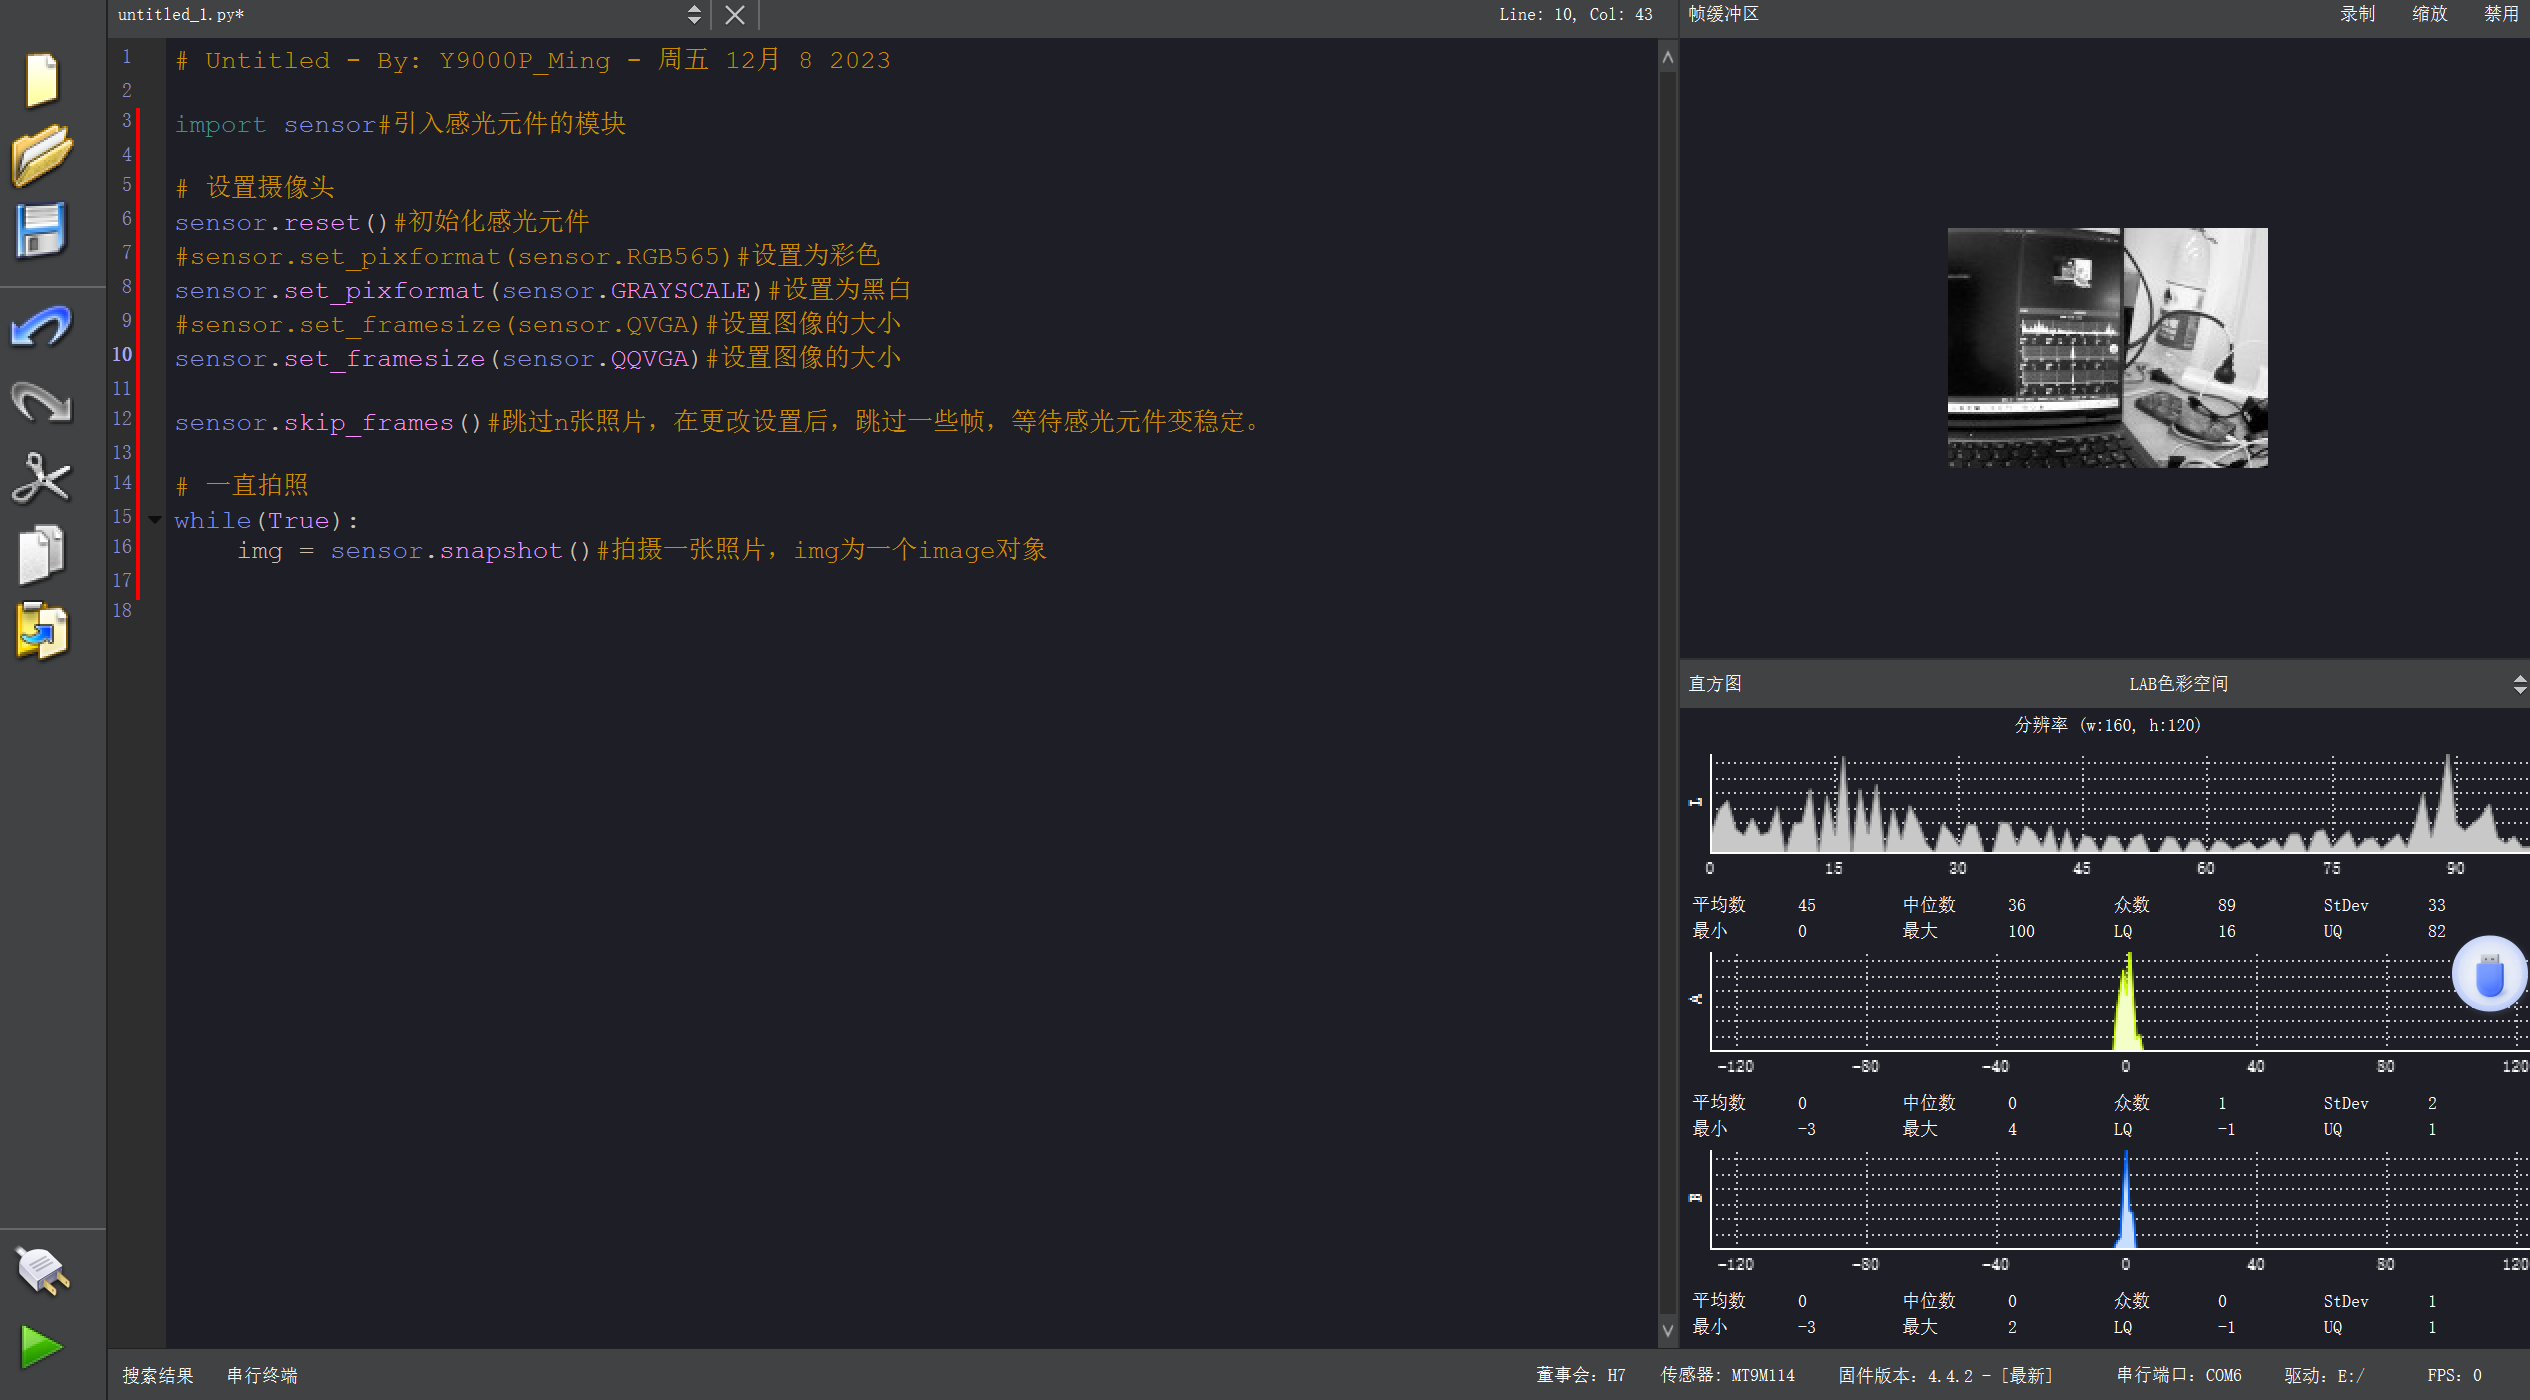 untitled_1.py*
Line: 10, Col: 43
帧缓冲区
录制 缩放 禁用
1 # Untitled - By: Y9000P_Ming - 周五 12月 8 2023
2
3 import sensor#引入感光元件的模块
4
5 # 设置摄像头
6 sensor.reset()#初始化感光元件
7 #sensor.set_pixformat(sensor.RGB565)#设置为彩色
8 sensor.set_pixformat(sensor.GRAYSCALE)#设置为黑白
9 #sensor.set_framesize(sensor.QVGA)#设置图像的大小
10 sensor.set_framesize(sensor.QQVGA)#设置图像的大小
11
12 sensor.skip_frames()#跳过n张照片，在更改设置后，跳过一些帧，等待感光元件变稳定。
13
14 # 一直拍照
15 while(True):
16 img = sensor.snapshot()#拍摄一张照片，img为一个image对象
17
18
直方图 LAB色彩空间
分辨率 (w:160, h:120)
L
0 15 30 45 60 75 90
平均数 45 中位数 36 众数 89 StDev 33
最小 0 最大 100 LQ 16 UQ 82
A
-120 -80 -40 0 40 80 120
平均数 0 中位数 0 众数 1 StDev 2
最小 -3 最大 4 LQ -1 UQ 1
B
-120 -80 -40 0 40 80 120
平均数 0 中位数 0 众数 0 StDev 1
最小 -3 最大 2 LQ -1 UQ 1
搜索结果 串行终端
董事会: H7 传感器: MT9M114 固件版本: 4.4.2 - [最新] 串行端口: COM6 驱动: E:/ FPS: 0